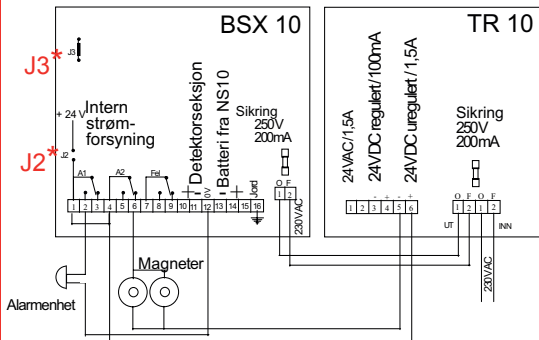 BSX 10
TR 10
J3*
J3
+ 24 V
Intern
strøm-
forsyning
J2*
J2
A1
A2
Fel
Detektorseksjon
+
−
0V
Batteri fra NS10
−
+
Jord
Sikring
250V
200mA
1 2 3 4 5 6 7 8 9 10 11 12 13 14 15 16
O F
1 2
230VAC
24VAC/1,5A
24VDC regulert/100mA
24VDC uregulert/1,5A
Sikring
250V
200mA
- + - +
1 2 3 4 5 6
O F O F
1 2 1 2
UT
INN
230VAC
Magneter
Alarmenhet